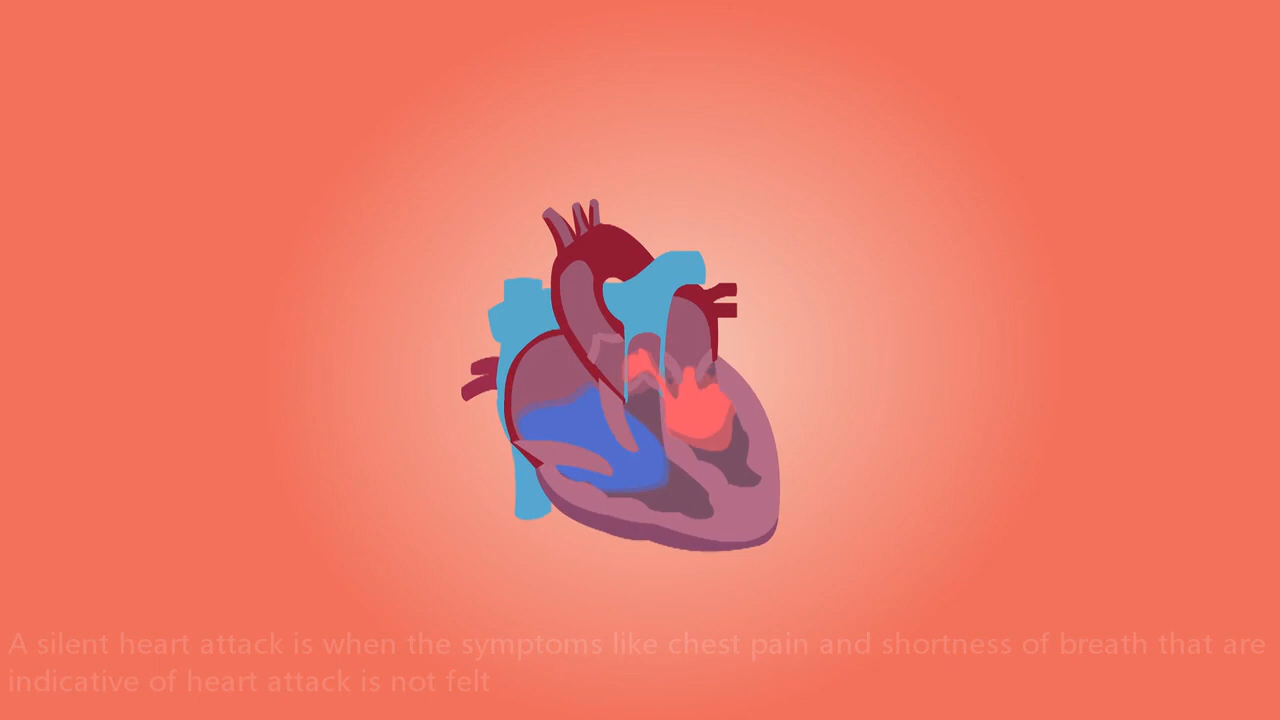 A silent heart attack is when the symptoms like chest pain and shortness of breath that are
indicative of heart attack is not felt